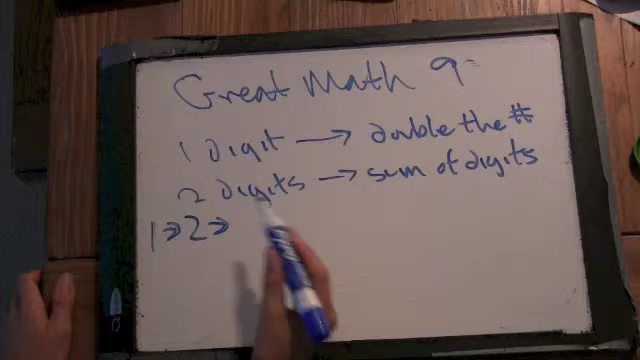 Great Math
1 digit → double the #
2 digits → sum of digits
1→2→